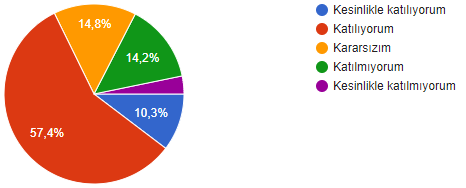 Kesinlikle katılıyorum
Katılıyorum
Kararsızım
Katılmıyorum
Kesinlikle katılmıyorum
14,8%
14,2%
10,3%
57,4%